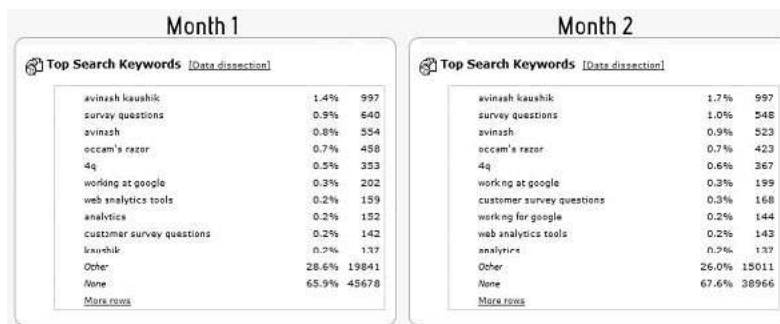 Month 1
Top Search Keywords [Data dissection]
avinash kaushik 1.4% 997
survey questions 0.9% 640
avinash 0.8% 554
occam's razor 0.7% 458
4q 0.5% 353
working at google 0.3% 202
web analytics tools 0.2% 159
analytics 0.2% 152
customer survey questions 0.2% 142
kaushik 0.2% 137
Other 28.6% 19841
None 65.9% 45678
More rows
Month 2
Top Search Keywords [Data dissection]
avinash kaushik 1.7% 997
survey questions 1.0% 548
avinash 0.9% 523
occam's razor 0.7% 423
4q 0.6% 367
working at google 0.3% 199
customer survey questions 0.3% 168
working for google 0.2% 144
web analytics tools 0.2% 143
analytics 0.2% 137
Other 26.0% 15011
None 67.6% 38966
More rows